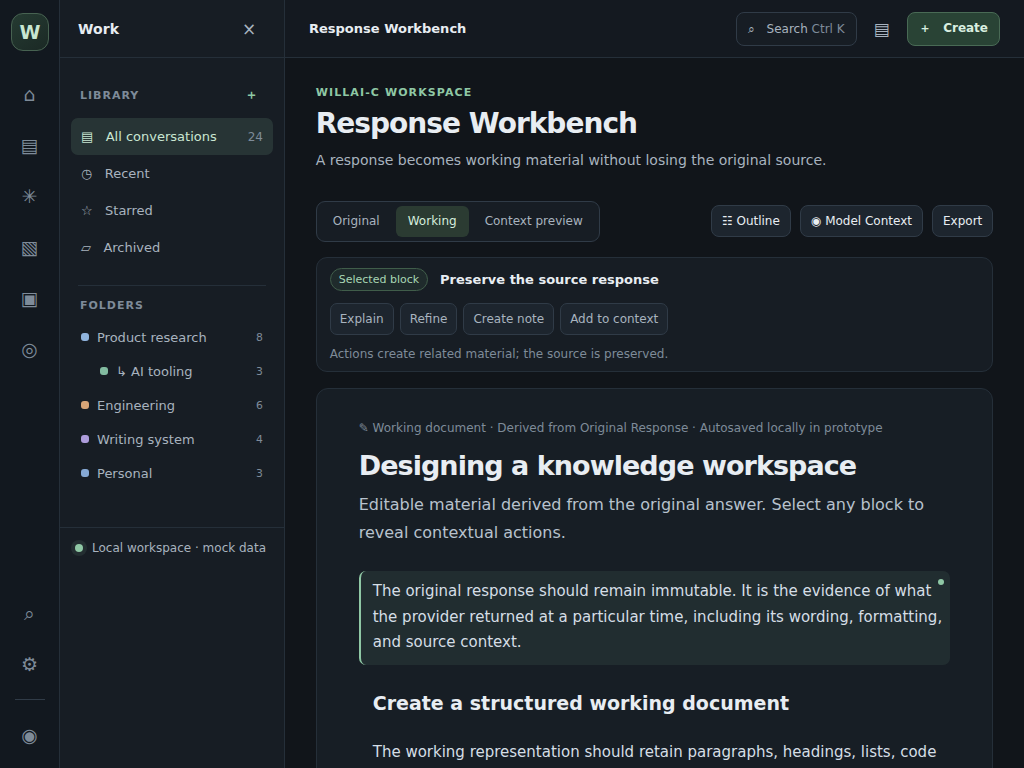 W
Work
×
LIBRARY +
All conversations 24
Recent
Starred
Archived
FOLDERS
Product research 8
↳ AI tooling 3
Engineering 6
Writing system 4
Personal 3
Local workspace · mock data
Response Workbench
Search Ctrl K
+ Create
WILLAI-C WORKSPACE
Response Workbench
A response becomes working material without losing the original source.
Original Working Context preview
Outline Model Context Export
Selected block Preserve the source response
Explain Refine Create note Add to context
Actions create related material; the source is preserved.
✎ Working document · Derived from Original Response · Autosaved locally in prototype
Designing a knowledge workspace
Editable material derived from the original answer. Select any block to
reveal contextual actions.
The original response should remain immutable. It is the evidence of what
the provider returned at a particular time, including its wording, formatting,
and source context.
Create a structured working document
The working representation should retain paragraphs, headings, lists, code